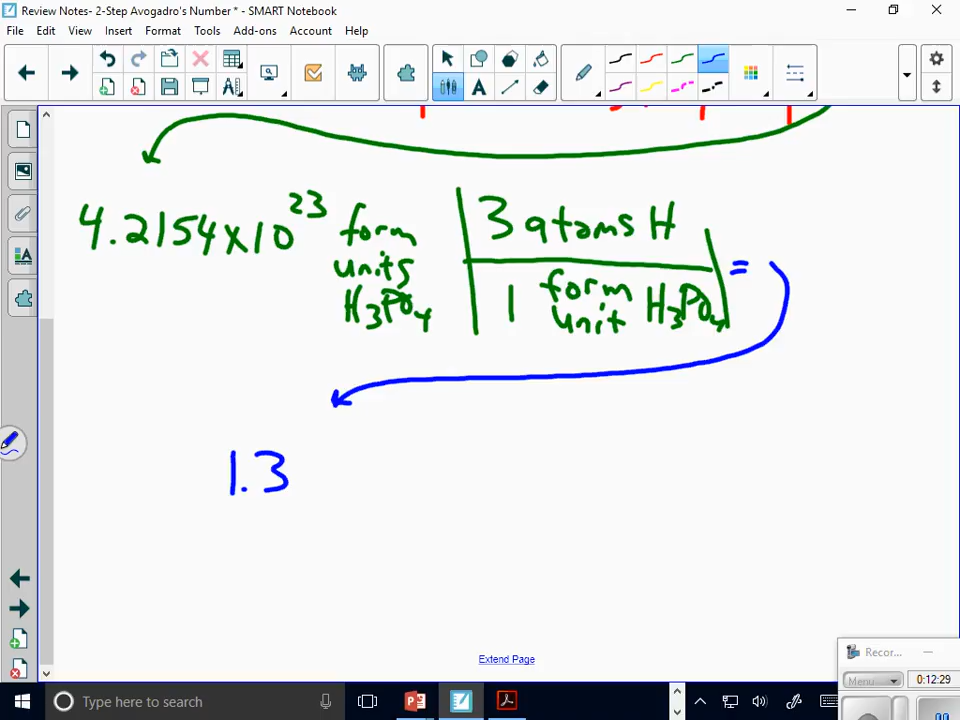 Review Notes- 2-Step Avogadro's Number * - SMART Notebook
File Edit View Insert Format Tools Add-ons Account Help
4.2154x10^23 form units H3PO4 | 3 atoms H
1 form unit H3PO4 =
1.3
Extend Page
Recor...
Menu
0:12:29
Type here to search